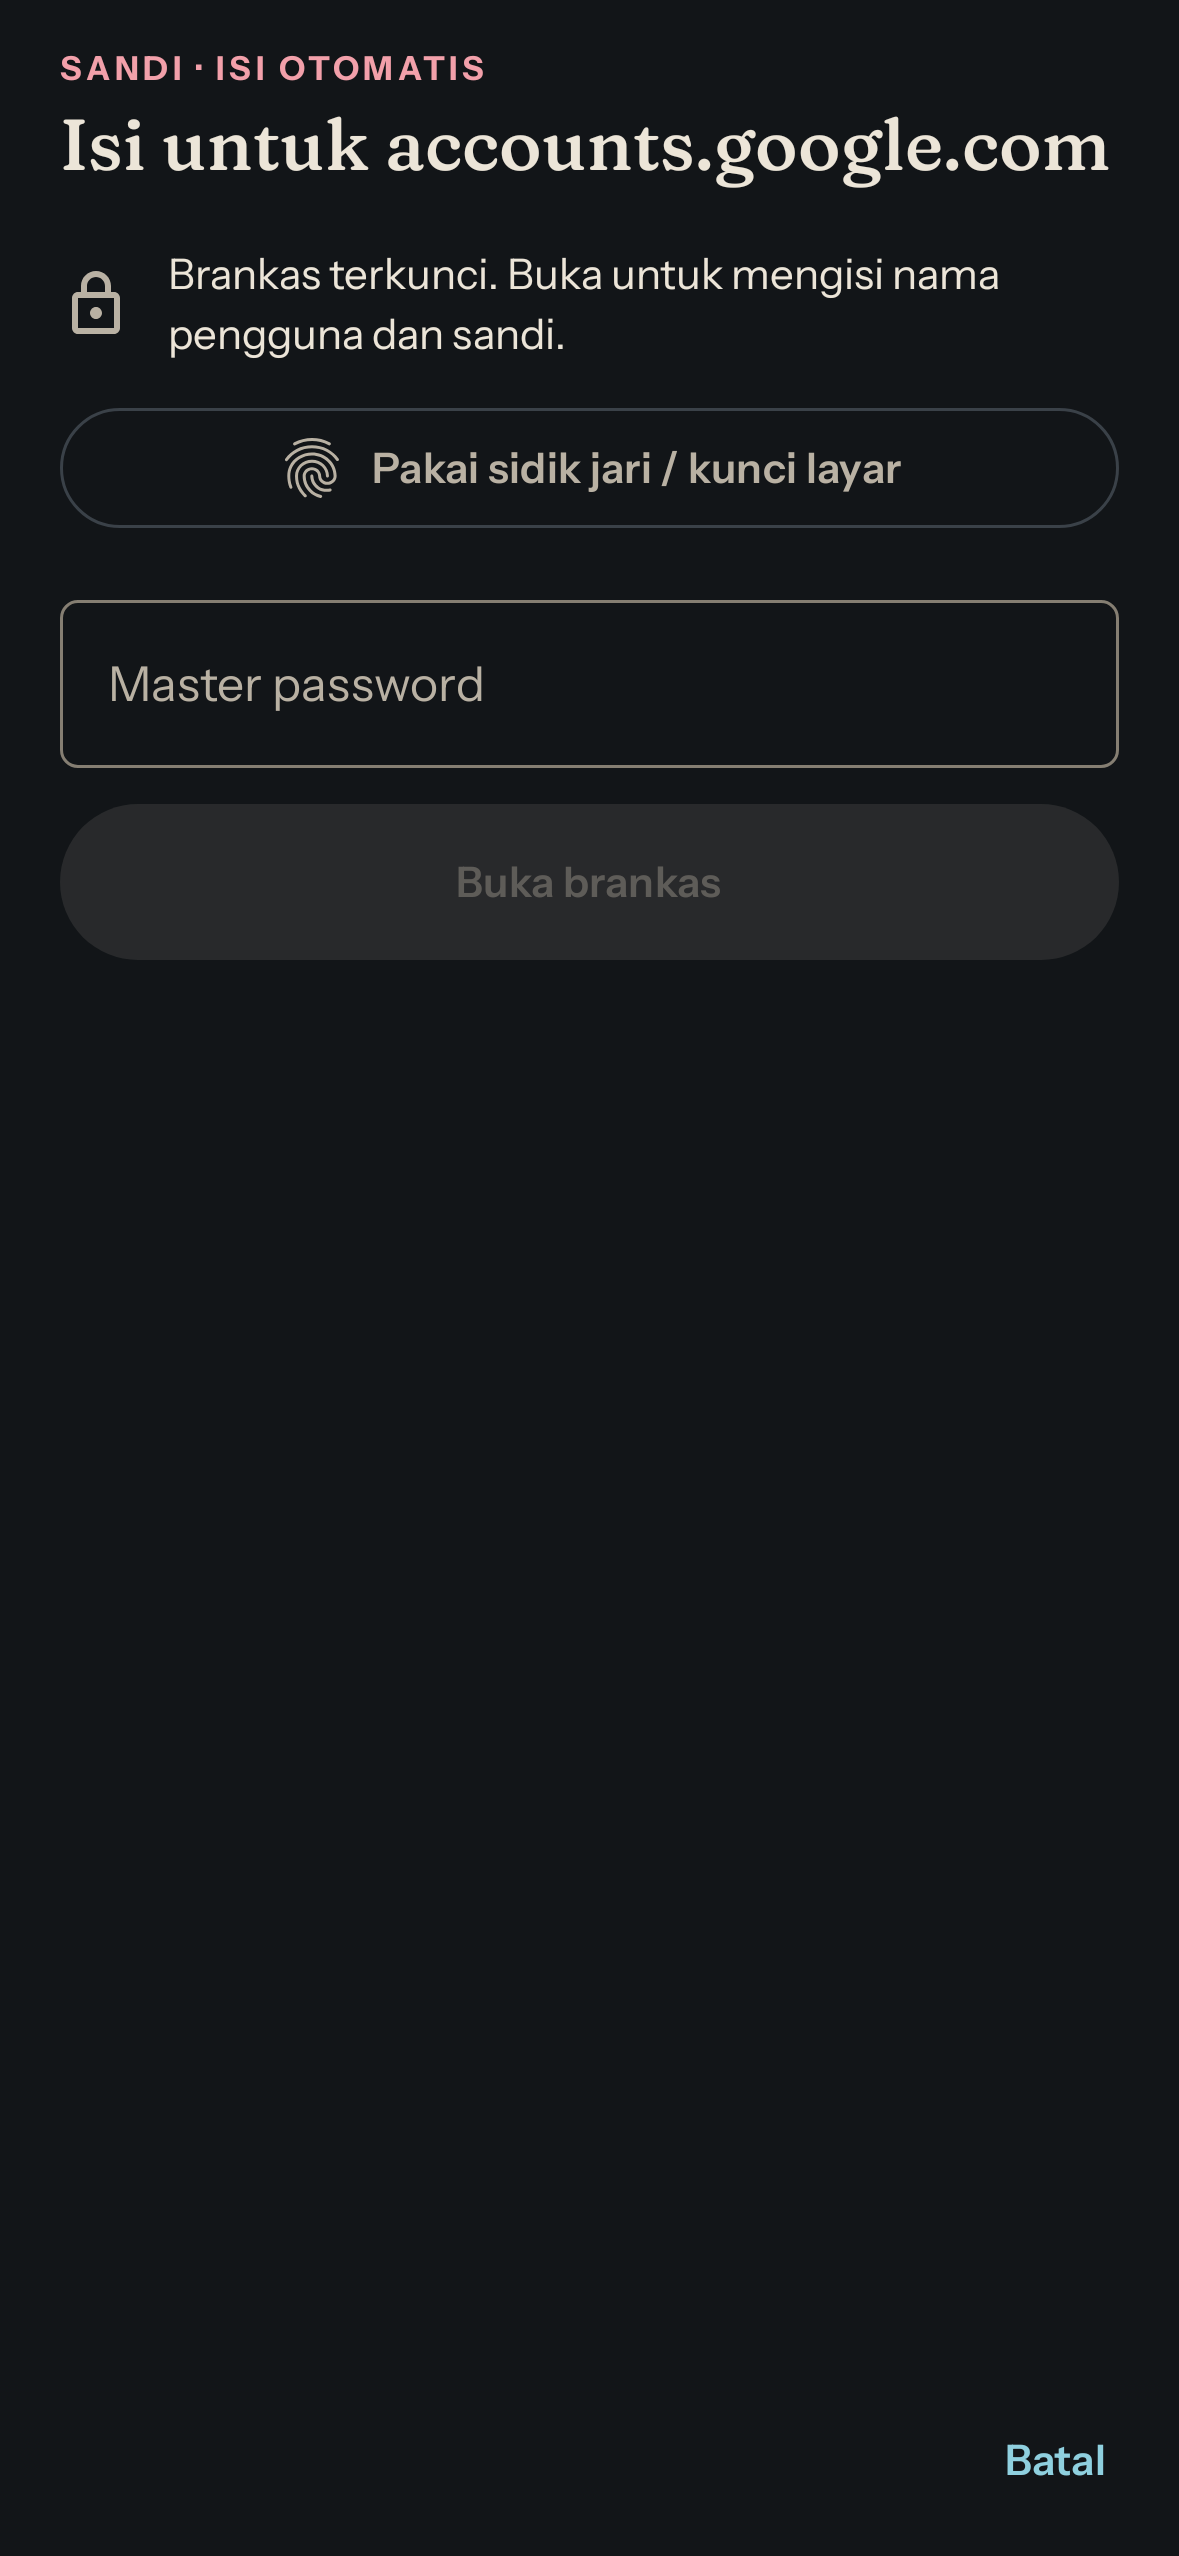 SANDI · ISI OTOMATIS
Isi untuk accounts.google.com
Brankas terkunci. Buka untuk mengisi nama
pengguna dan sandi.
Pakai sidik jari / kunci layar
Master password
Buka brankas
Batal